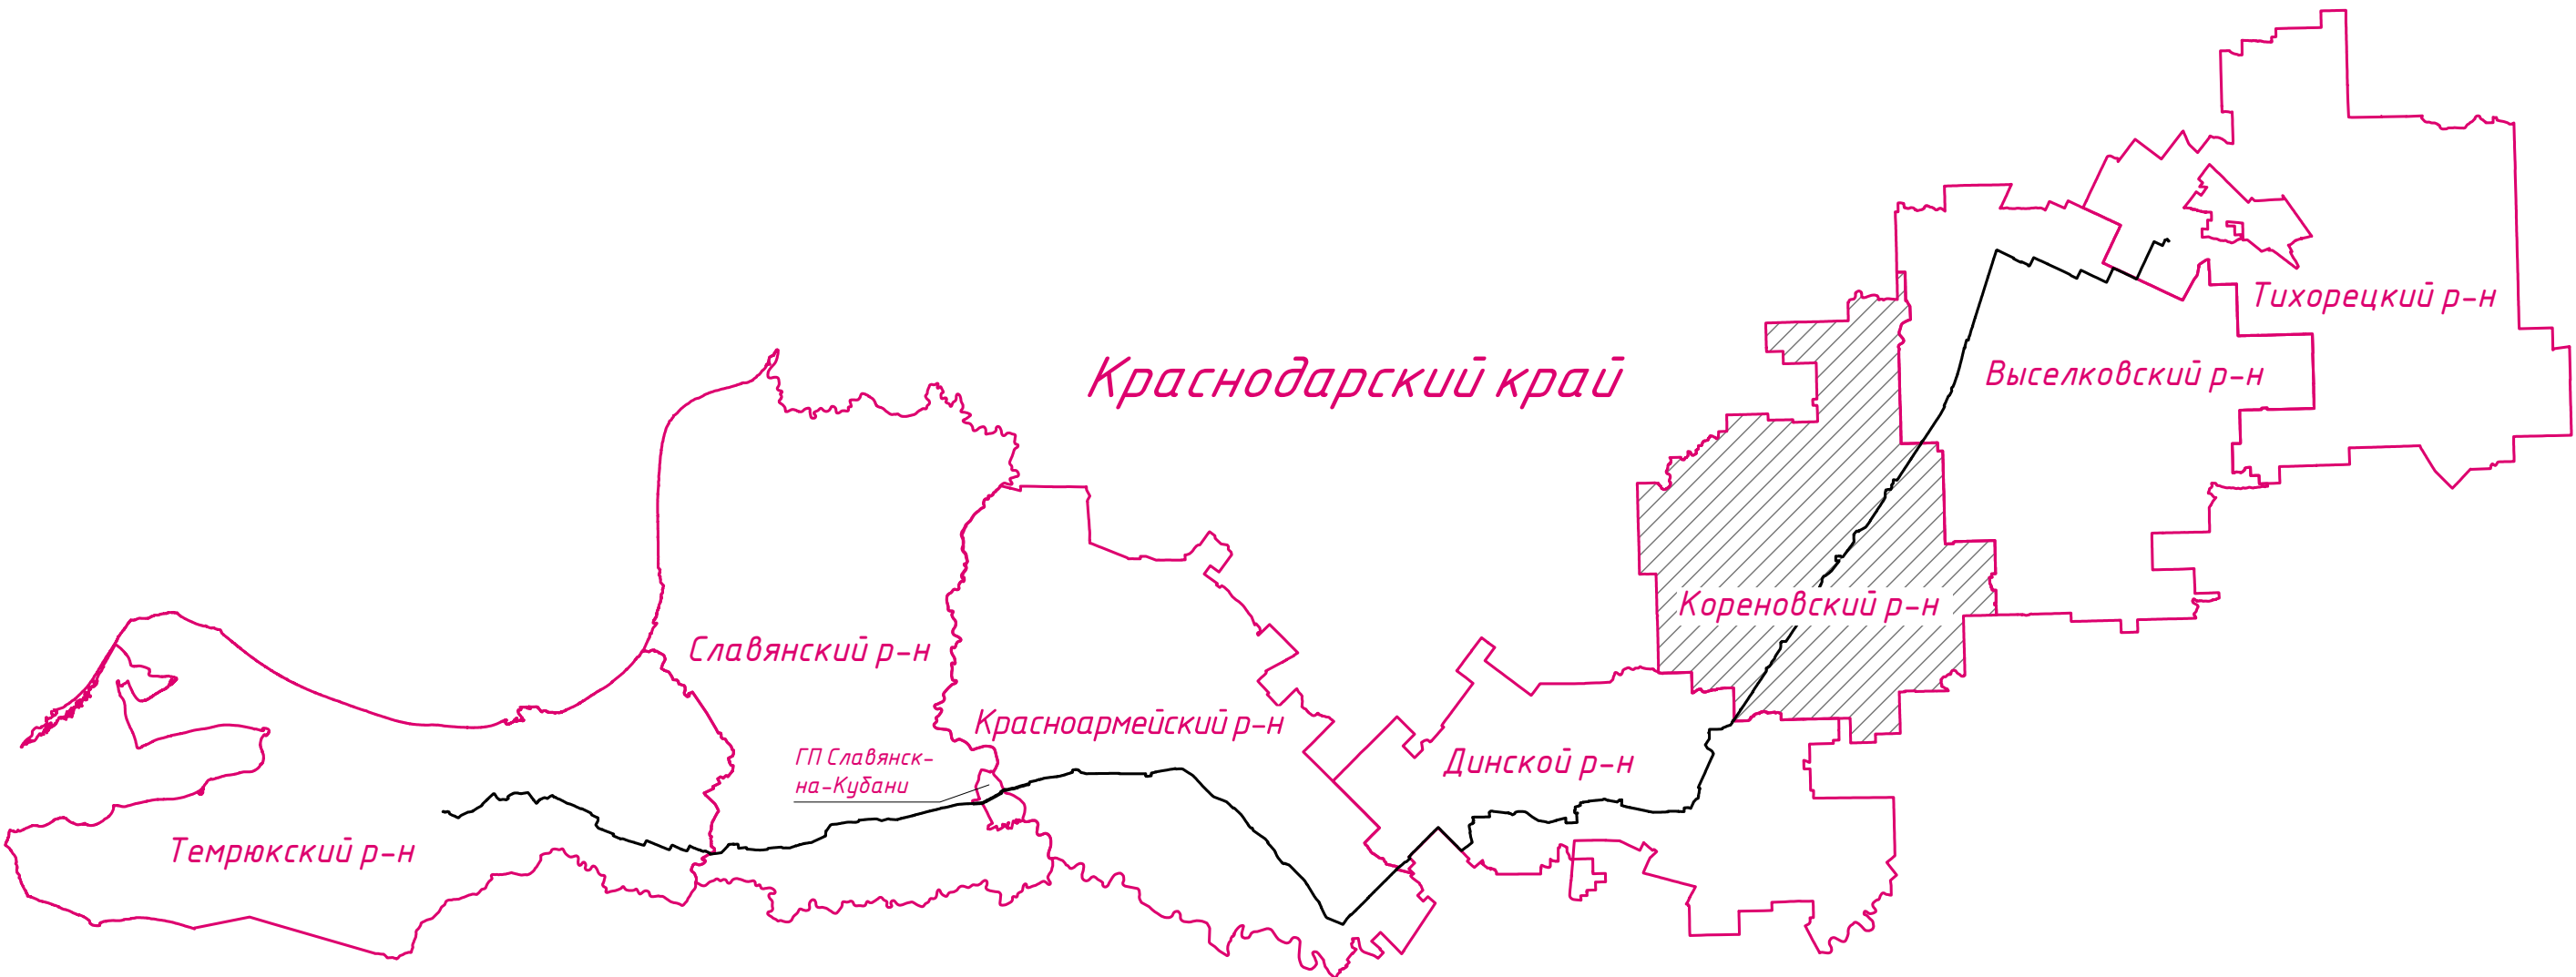 Тихорецкий р-н
Краснодарский край
Выселковский р-н
Кореновский р-н
Славянский р-н
Красноармейский р-н
ГП Славянск-
на-Кубани
Динской р-н
Темрюкский р-н